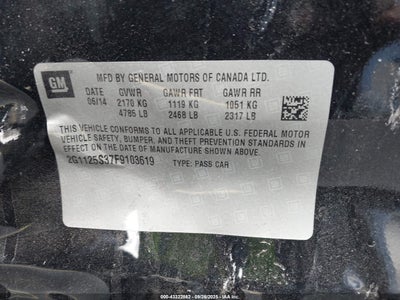 GM
MFD BY GENERAL MOTORS OF CANADA LTD.
DATE GVWR GAWR FRT GAWR RR
06/14 2170 KG 1119 KG 1051 KG
4785 LB 2468 LB 2317 LB
THIS VEHICLE CONFORMS TO ALL APPLICABLE U.S. FEDERAL MOTOR
VEHICLE SAFETY, BUMPER, AND THEFT PREVENTION STANDARDS
IN EFFECT ON THE DATE OF MANUFACTURE SHOWN ABOVE.
2G1125S37F9103619 TYPE: PASS CAR
000-43322982 - (09/26/2025) - © IAA Inc.